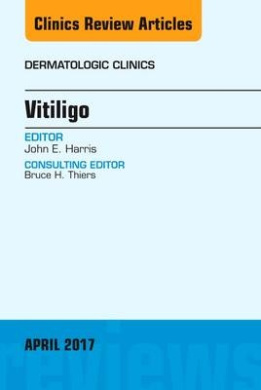 Clinics Review Articles
DERMATOLOGIC CLINICS
Vitiligo
EDITOR
John E. Harris
CONSULTING EDITOR
Bruce H. Thiers
APRIL 2017
reviews